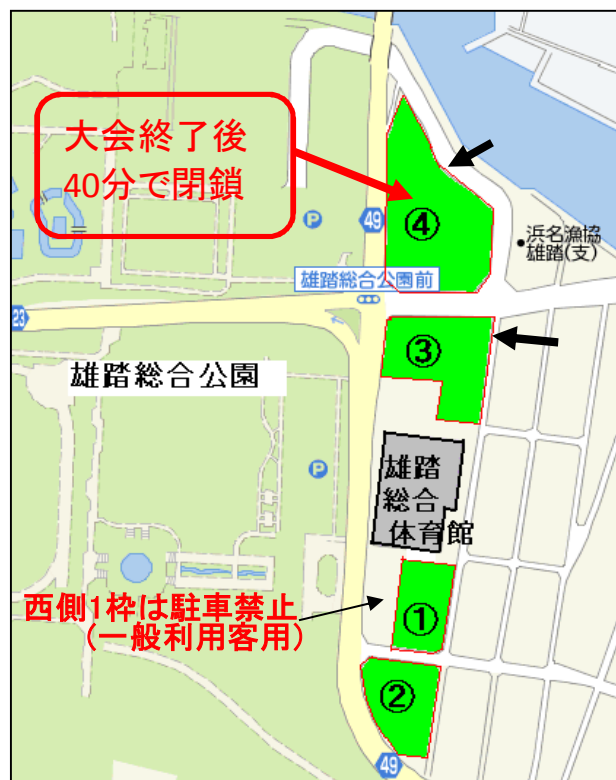 大会終了後
40分で閉鎖
④
P
49
浜名漁協
雄踏(支)
雄踏総合公園前
23
③
雄踏総合公園
雄踏
総合
体育館
P
西側1枠は駐車禁止
(一般利用客用)
①
②
49